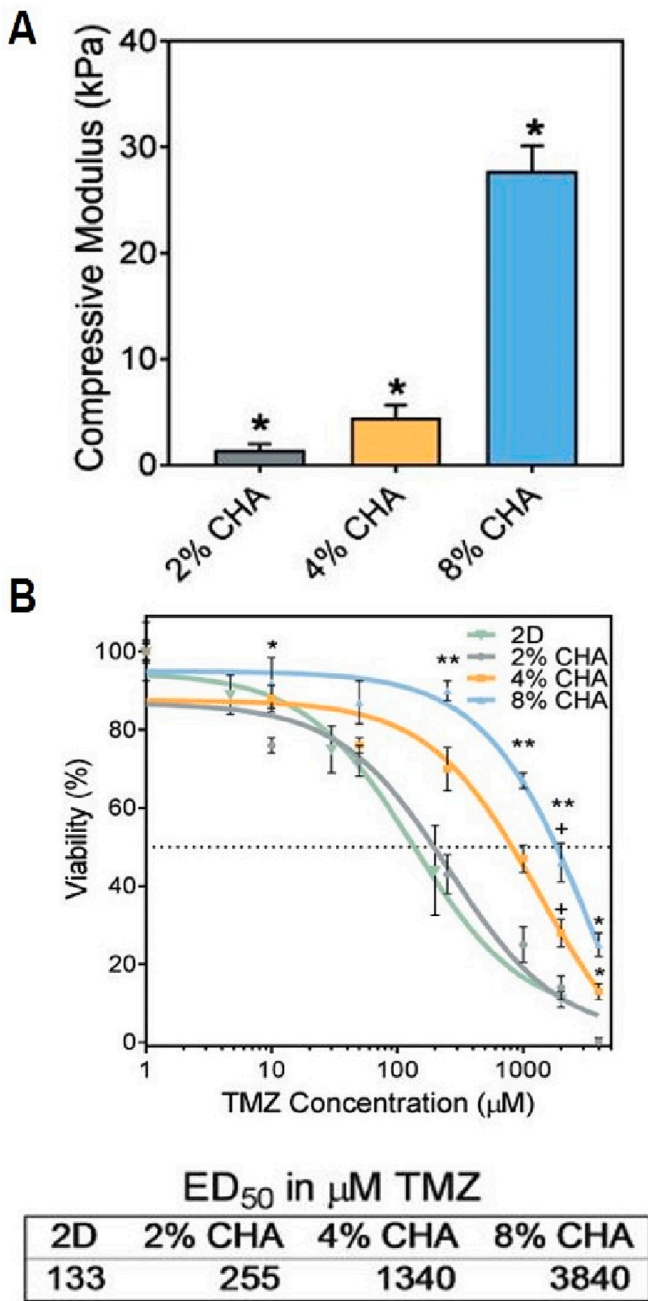 A
Compressive Modulus (kPa)
40
30
20
10
0
*
*
*
2% CHA
4% CHA
8% CHA
B
Viability (%)
100
80
60
40
20
0
2D
2% CHA
4% CHA
8% CHA
*
**
**
**
+
+
*
*
1
10
100
1000
TMZ Concentration (μM)
ED50 in μM TMZ
2D 2% CHA 4% CHA 8% CHA
133 255 1340 3840